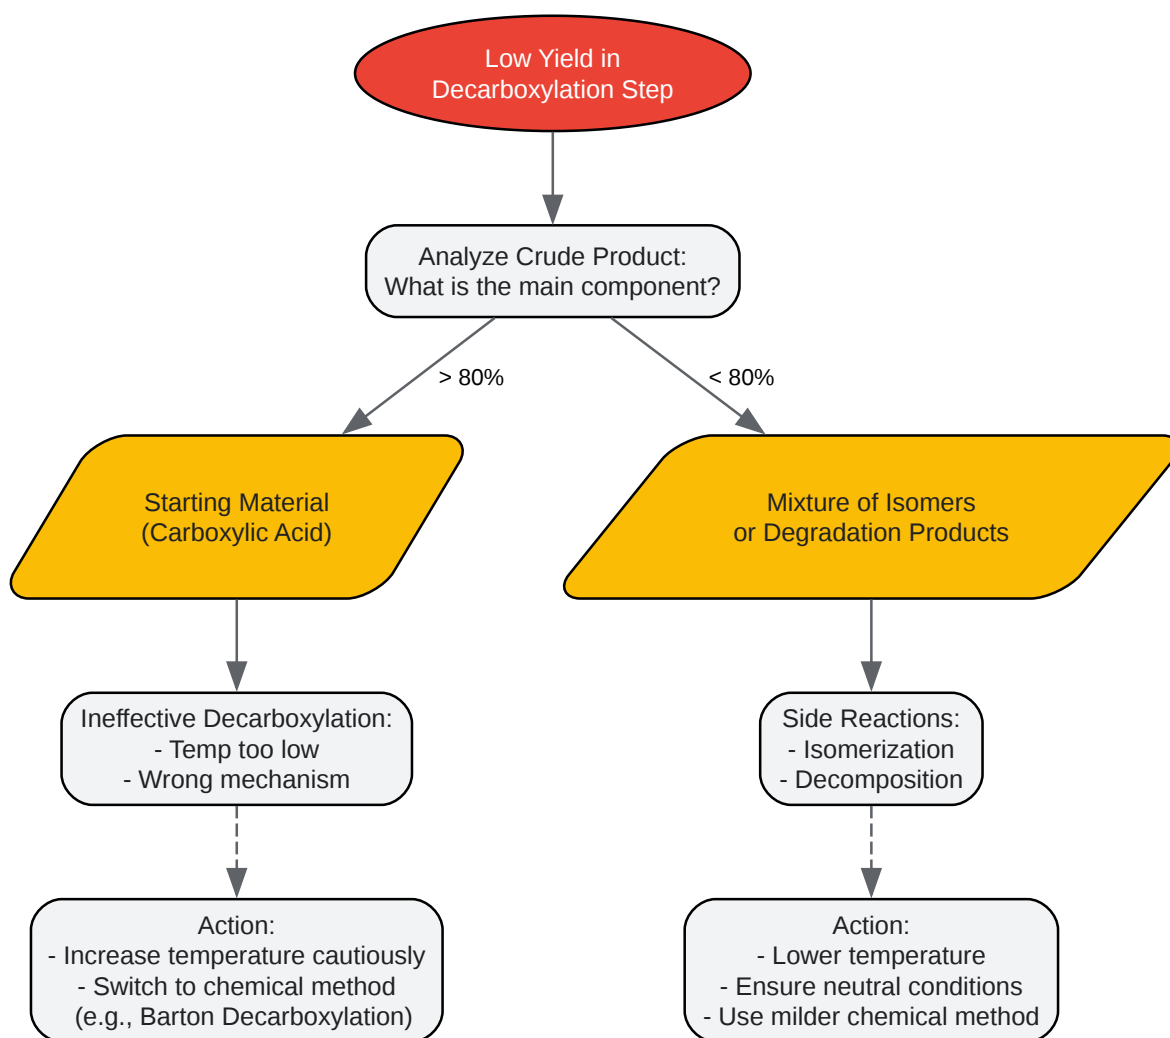 Low Yield in
Decarboxylation Step
Analyze Crude Product:
What is the main component?
> 80%
< 80%
Starting Material
(Carboxylic Acid)
Mixture of Isomers
or Degradation Products
Ineffective Decarboxylation:
- Temp too low
- Wrong mechanism
Side Reactions:
- Isomerization
- Decomposition
Action:
- Increase temperature cautiously
- Switch to chemical method
(e.g., Barton Decarboxylation)
Action:
- Lower temperature
- Ensure neutral conditions
- Use milder chemical method